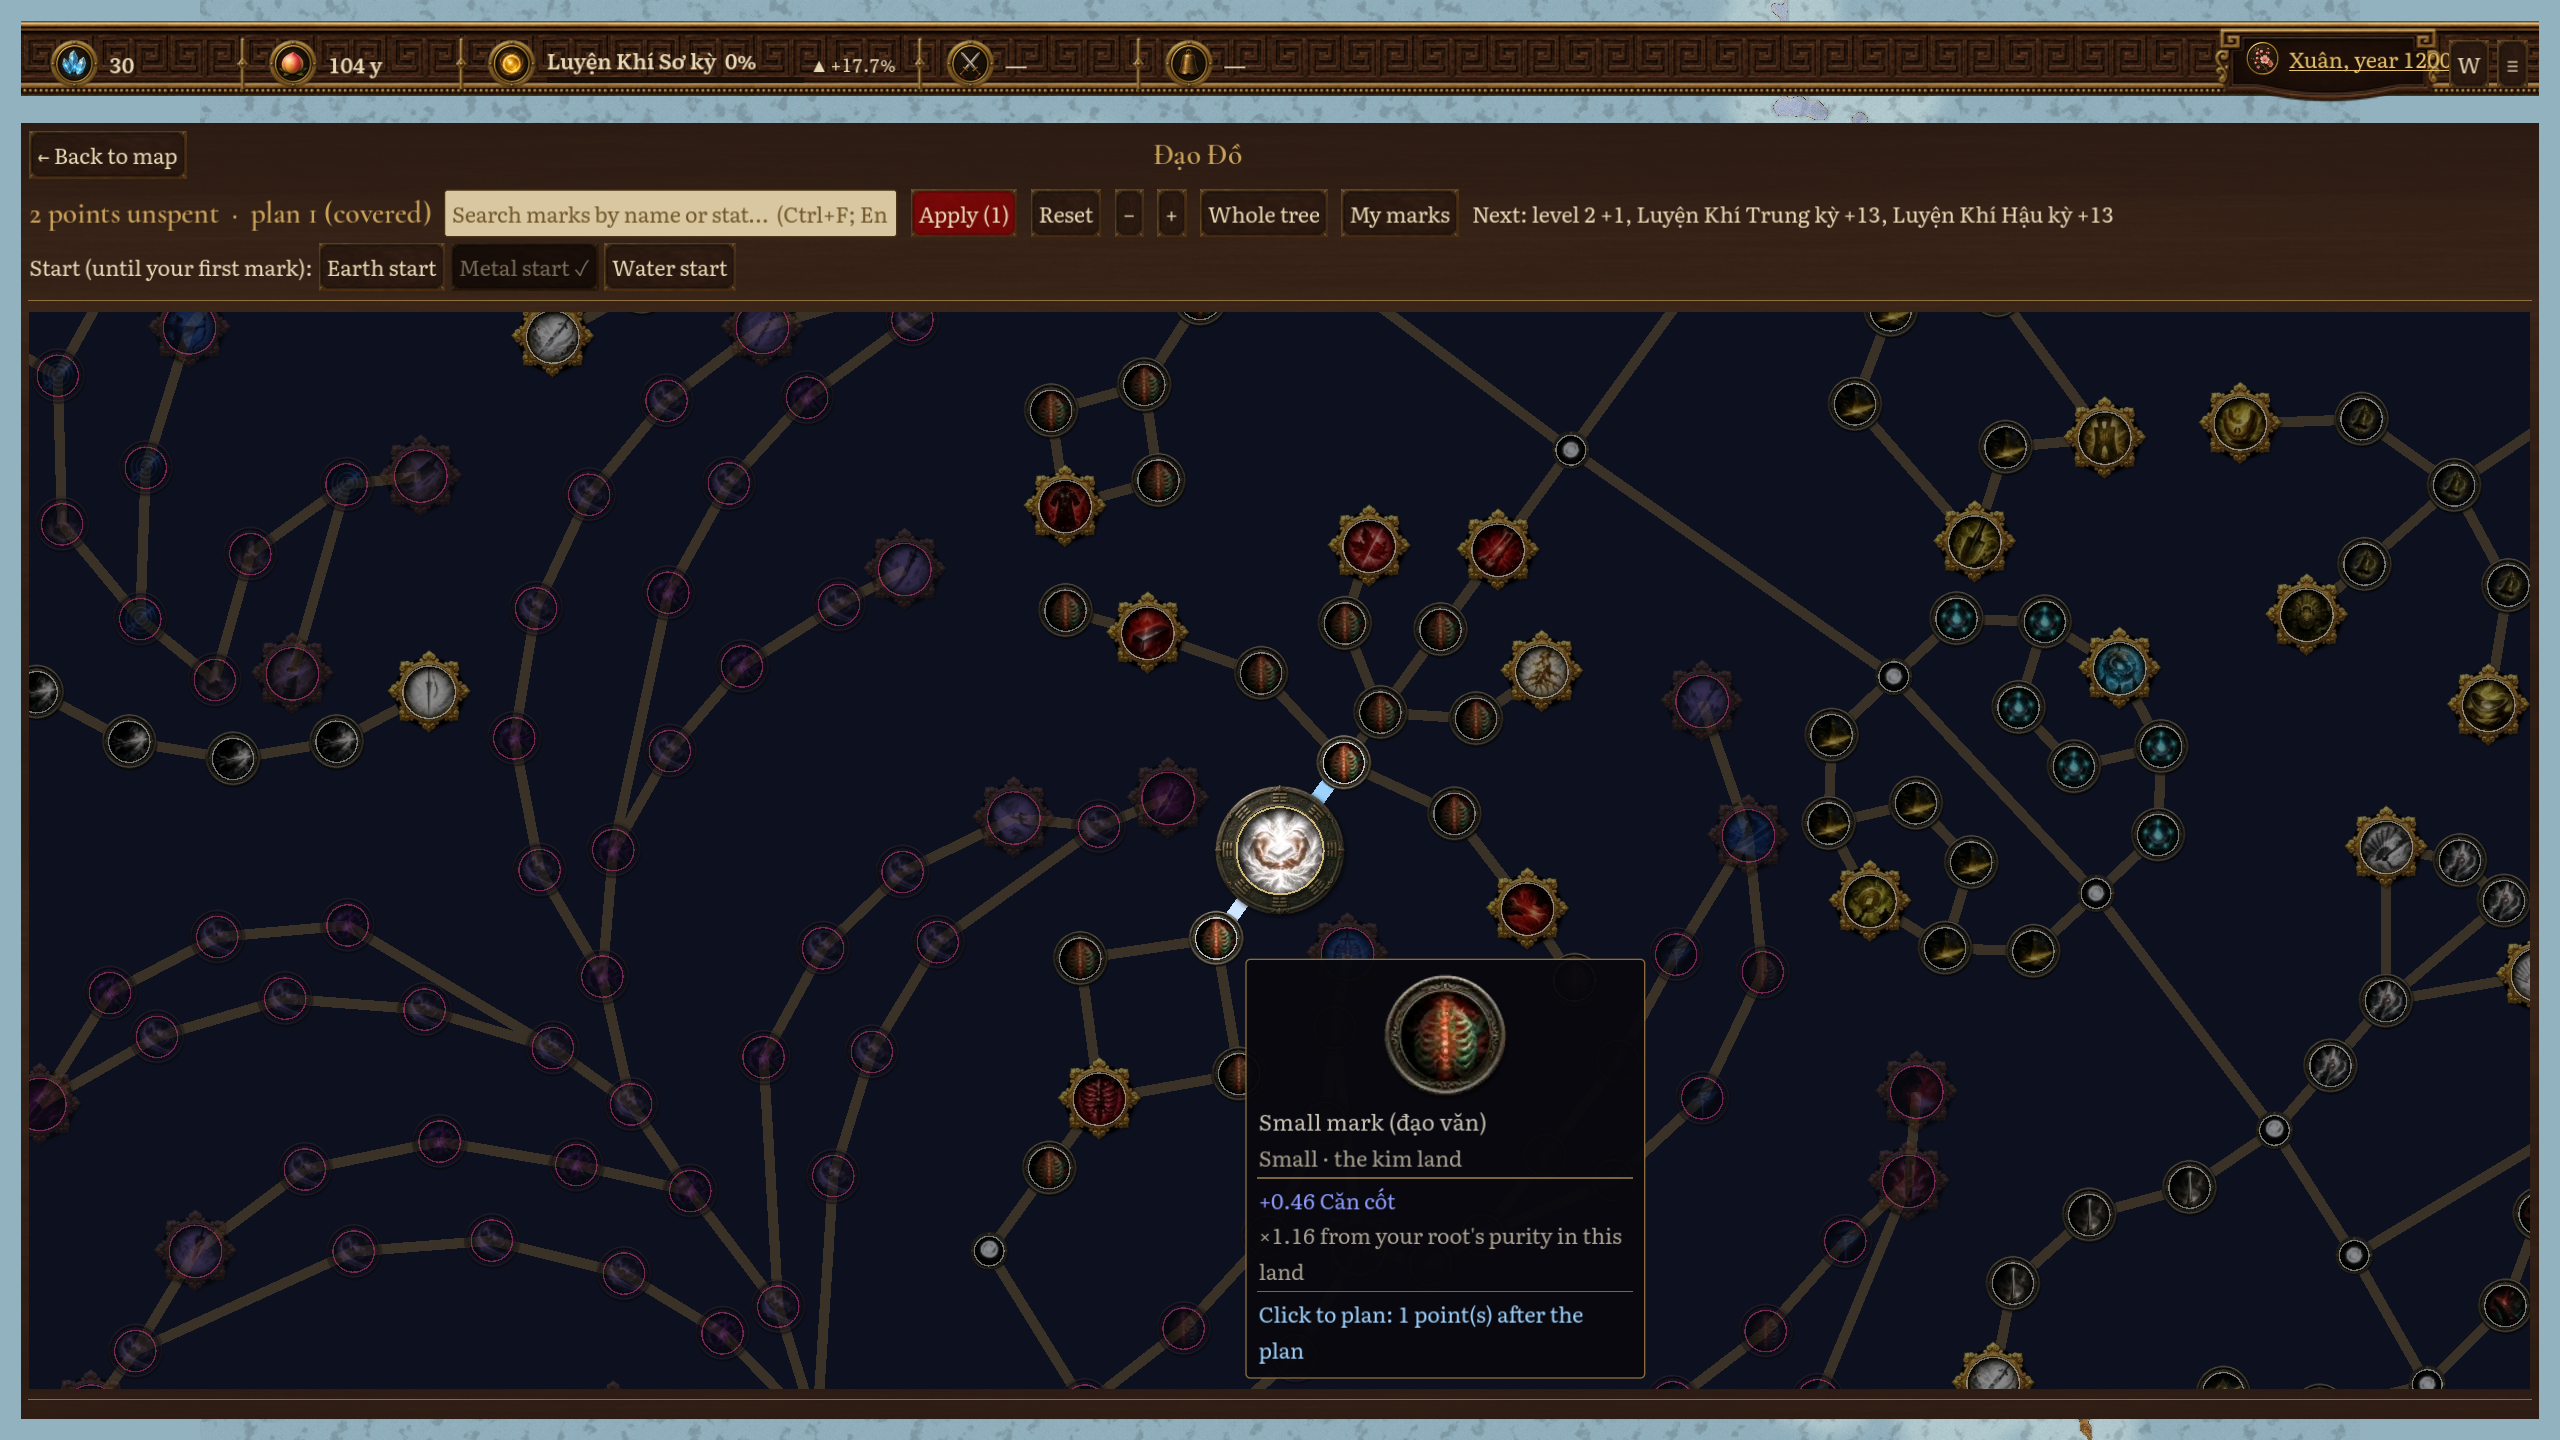 30
104 y
Luyện Khí Sơ kỳ 0%
▲+17.7%
—
—
Xuân, year 1200
W
≡
← Back to map
Đạo Đồ
2 points unspent · plan 1 (covered)
Search marks by name or stat… (Ctrl+F; En
Apply (1)
Reset
−
+
Whole tree
My marks
Next: level 2 +1, Luyện Khí Trung kỳ +13, Luyện Khí Hậu kỳ +13
Start (until your first mark):
Earth start
Metal start ✓
Water start
Small mark (đạo văn)
Small · the kim land
+0.46 Căn cốt
×1.16 from your root's purity in this
land
Click to plan: 1 point(s) after the
plan